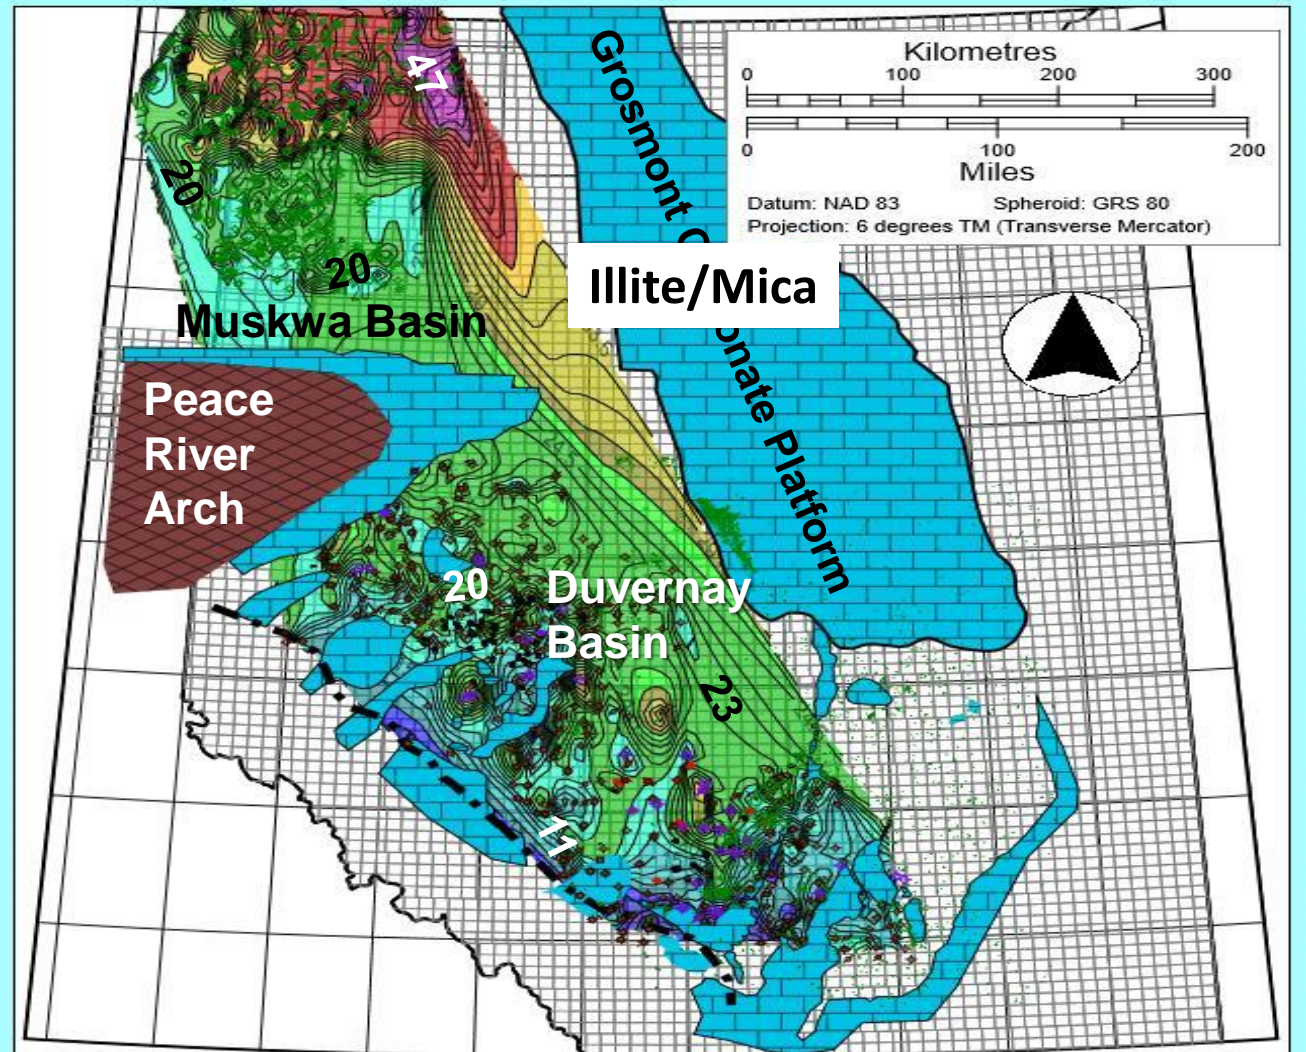 Kilometres
0 100 200 300
0 100 200
Miles
Datum: NAD 83 Spheroid: GRS 80
Projection: 6 degrees TM (Transverse Mercator)
47
20
20
Muskwa Basin
Illite/Mica
Grosmont C
onate Platform
Peace
River
Arch
20
Duvernay
Basin
23
11